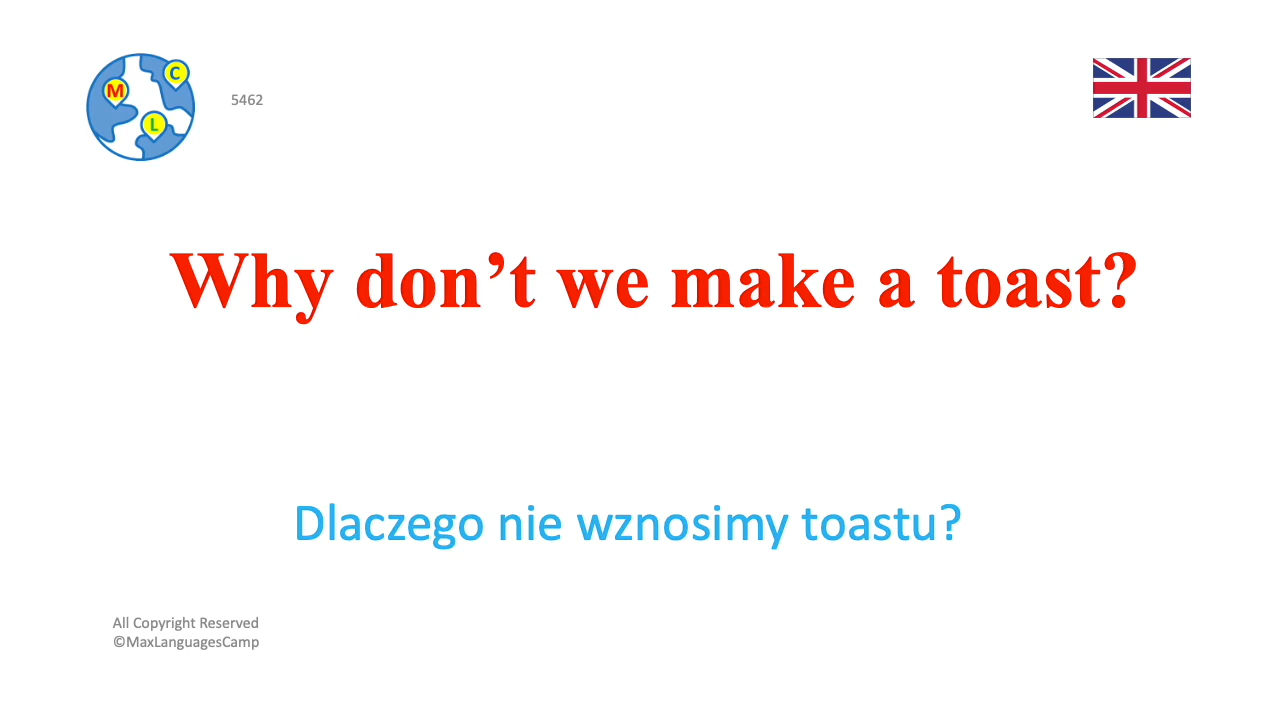 C
M
L
5462
Why don’t we make a toast?
Dlaczego nie wznosimy toastu?
All Copyright Reserved
©MaxLanguagesCamp